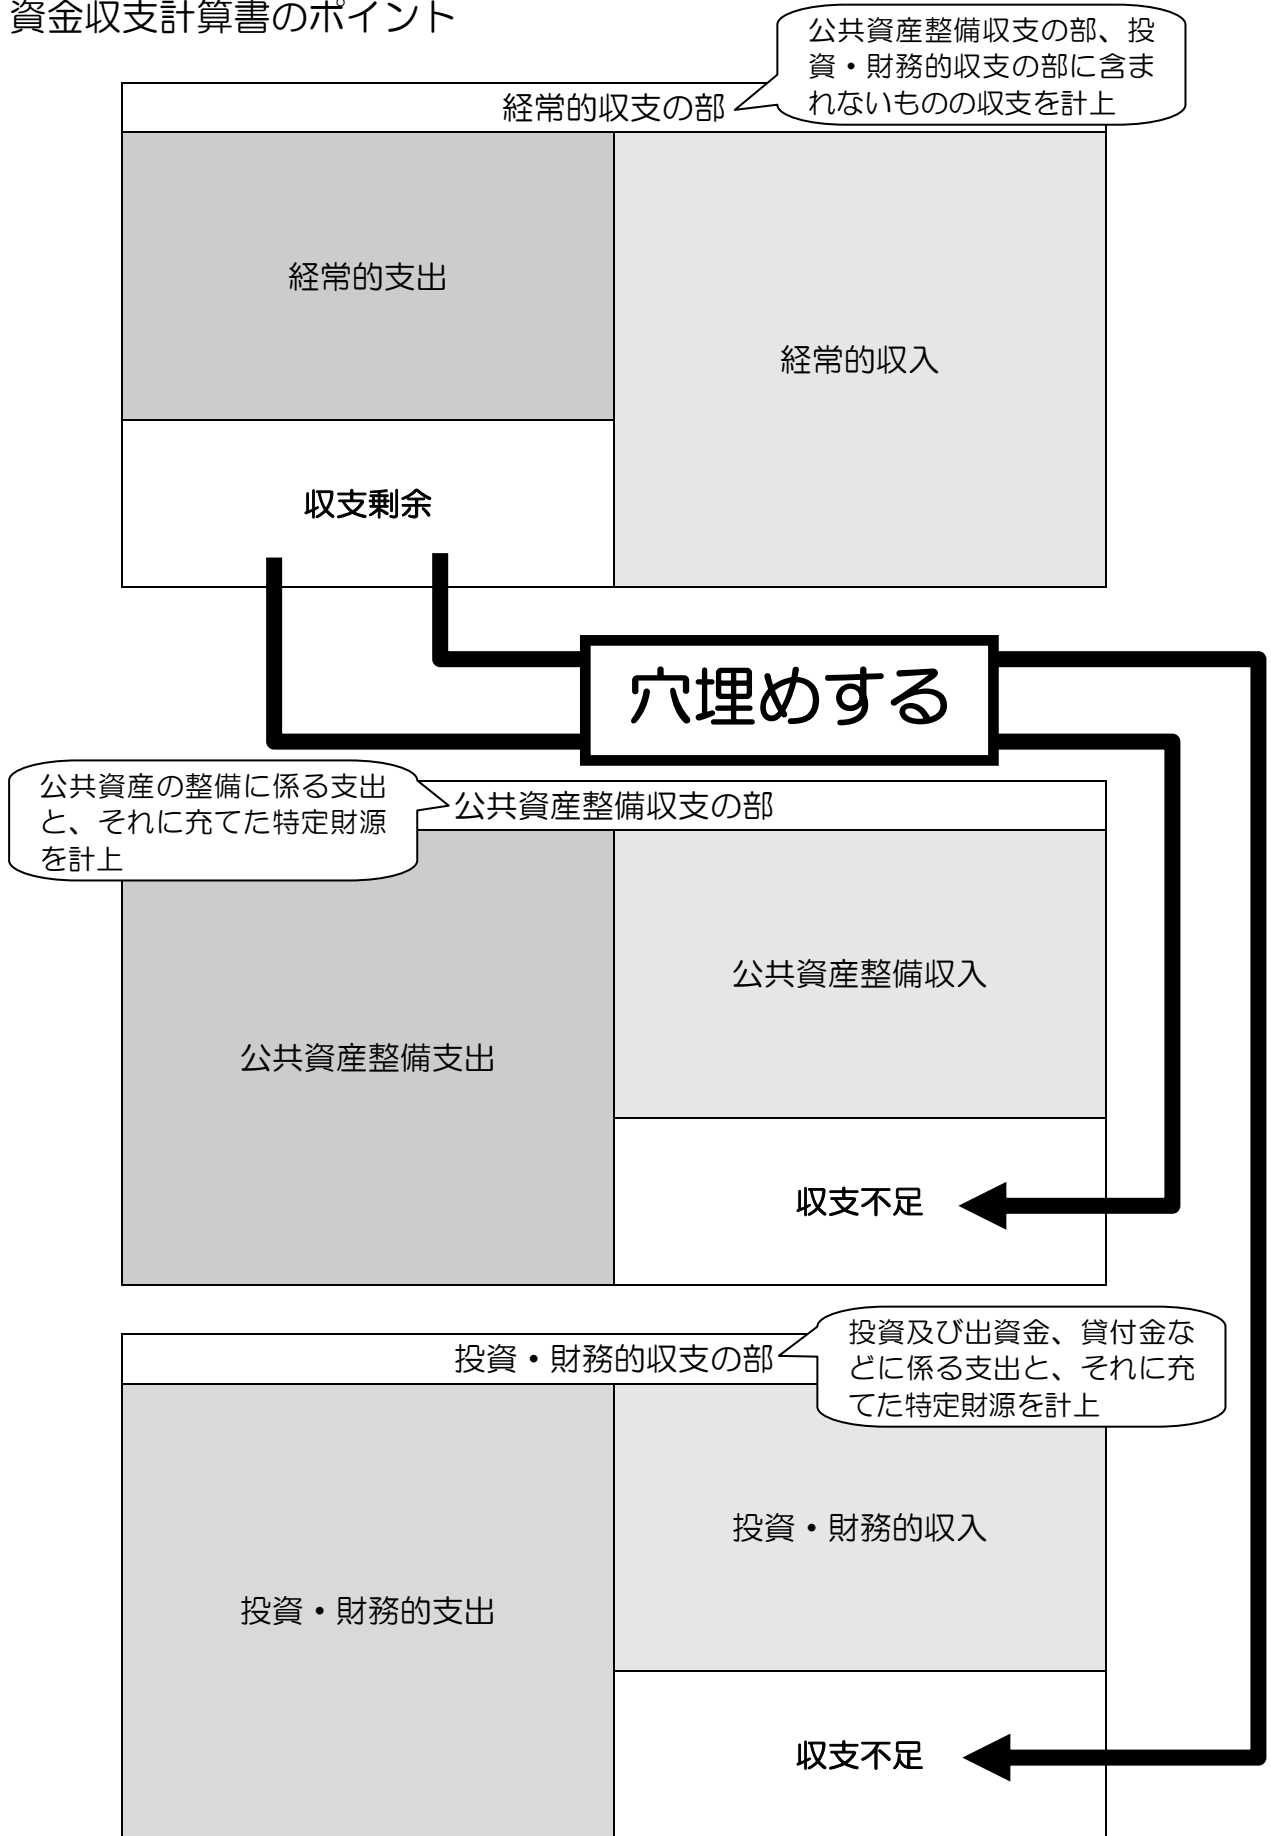 資金収支計算書のポイント
公共資産整備収支の部、投
資・財務的収支の部に含ま
れないものの収支を計上
経常的収支の部
経常的支出
経常的収入
収支剰余
穴埋めする
公共資産の整備に係る支出
と、それに充てた特定財源
を計上
公共資産整備収支の部
公共資産整備収入
公共資産整備支出
収支不足
投資及び出資金、貸付金な
どに係る支出と、それに充
てた特定財源を計上
投資・財務的収支の部
投資・財務的収入
投資・財務的支出
収支不足